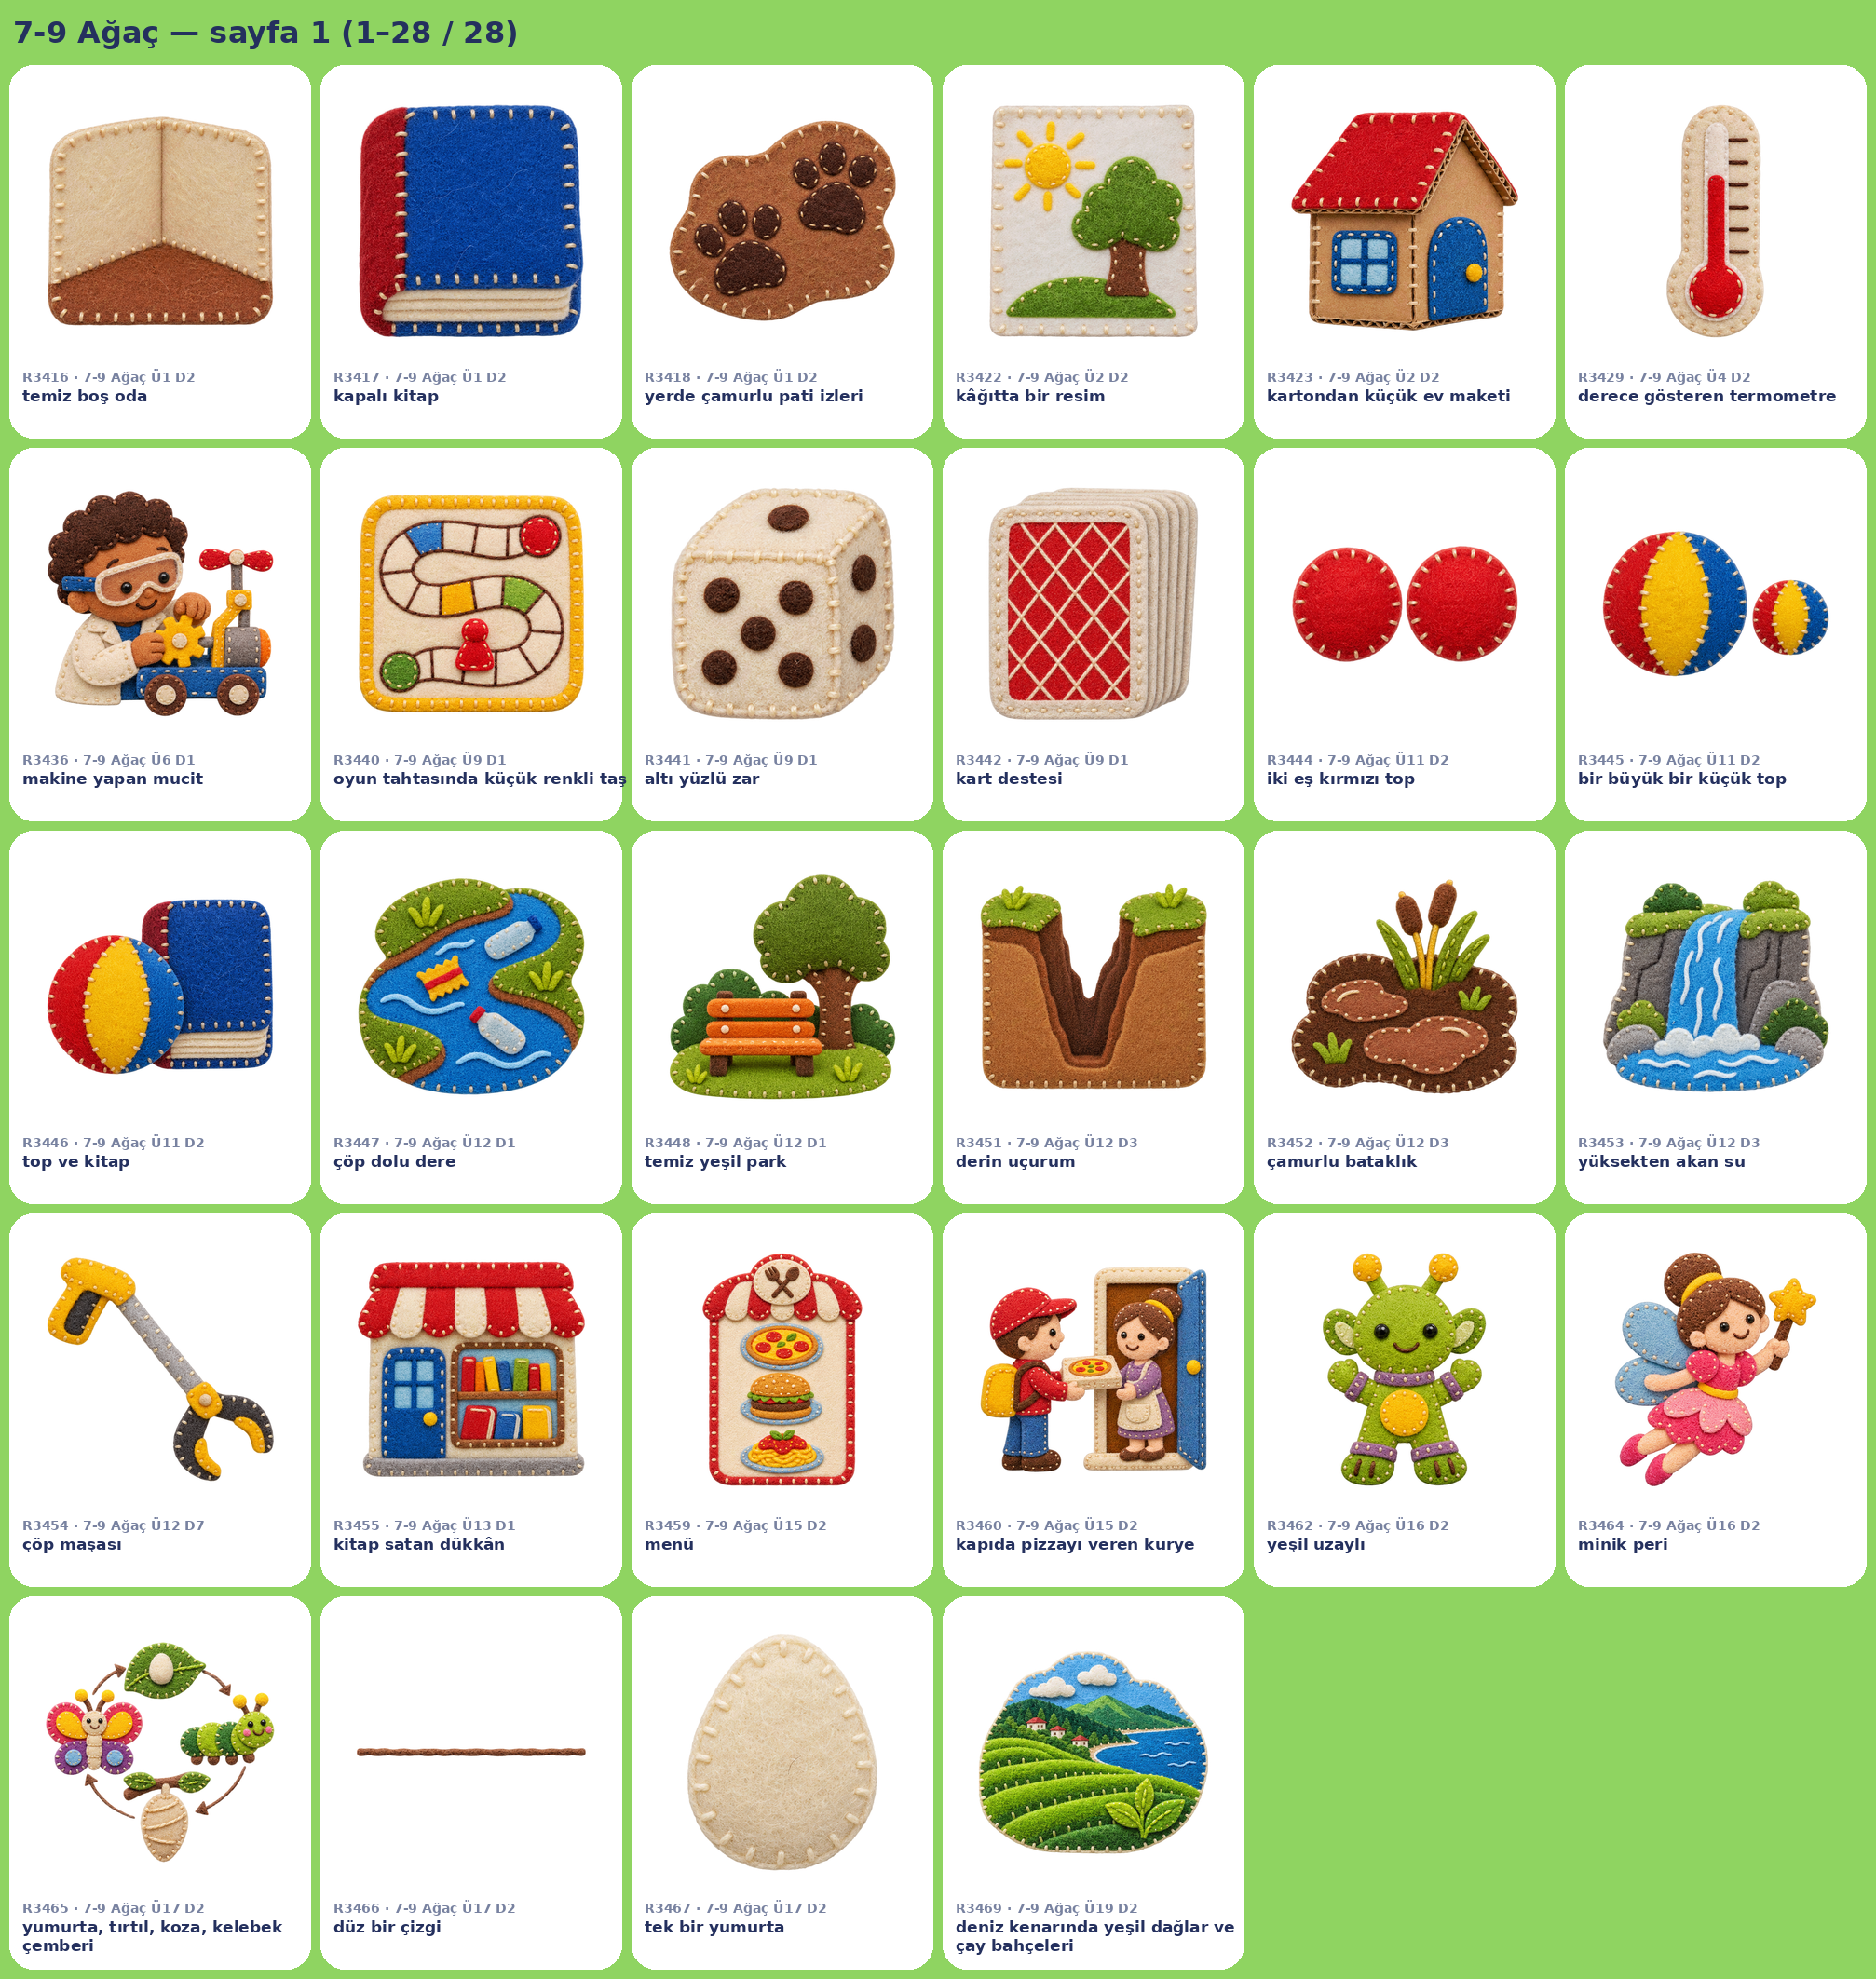 7-9 Ağaç — sayfa 1 (1–28 / 28)
R3416 · 7-9 Ağaç Ü1 D2
temiz boş oda
R3417 · 7-9 Ağaç Ü1 D2
kapalı kitap
R3418 · 7-9 Ağaç Ü1 D2
yerde çamurlu pati izleri
R3422 · 7-9 Ağaç Ü2 D2
kâğıtta bir resim
R3423 · 7-9 Ağaç Ü2 D2
kartondan küçük ev maketi
R3429 · 7-9 Ağaç Ü4 D2
derece gösteren termometre
R3436 · 7-9 Ağaç Ü6 D1
makine yapan mucit
R3440 · 7-9 Ağaç Ü9 D1
oyun tahtasında küçük renkli taş
R3441 · 7-9 Ağaç Ü9 D1
altı yüzlü zar
R3442 · 7-9 Ağaç Ü9 D1
kart destesi
R3444 · 7-9 Ağaç Ü11 D2
iki eş kırmızı top
R3445 · 7-9 Ağaç Ü11 D2
bir büyük bir küçük top
R3446 · 7-9 Ağaç Ü11 D2
top ve kitap
R3447 · 7-9 Ağaç Ü12 D1
çöp dolu dere
R3448 · 7-9 Ağaç Ü12 D1
temiz yeşil park
R3451 · 7-9 Ağaç Ü12 D3
derin uçurum
R3452 · 7-9 Ağaç Ü12 D3
çamurlu bataklık
R3453 · 7-9 Ağaç Ü12 D3
yüksekten akan su
R3454 · 7-9 Ağaç Ü12 D7
çöp maşası
R3455 · 7-9 Ağaç Ü13 D1
kitap satan dükkân
R3459 · 7-9 Ağaç Ü15 D2
menü
R3460 · 7-9 Ağaç Ü15 D2
kapıda pizzayı veren kurye
R3462 · 7-9 Ağaç Ü16 D2
yeşil uzaylı
R3464 · 7-9 Ağaç Ü16 D2
minik peri
R3465 · 7-9 Ağaç Ü17 D2
yumurta, tırtıl, koza, kelebek
çemberi
R3466 · 7-9 Ağaç Ü17 D2
düz bir çizgi
R3467 · 7-9 Ağaç Ü17 D2
tek bir yumurta
R3469 · 7-9 Ağaç Ü19 D2
deniz kenarında yeşil dağlar ve
çay bahçeleri